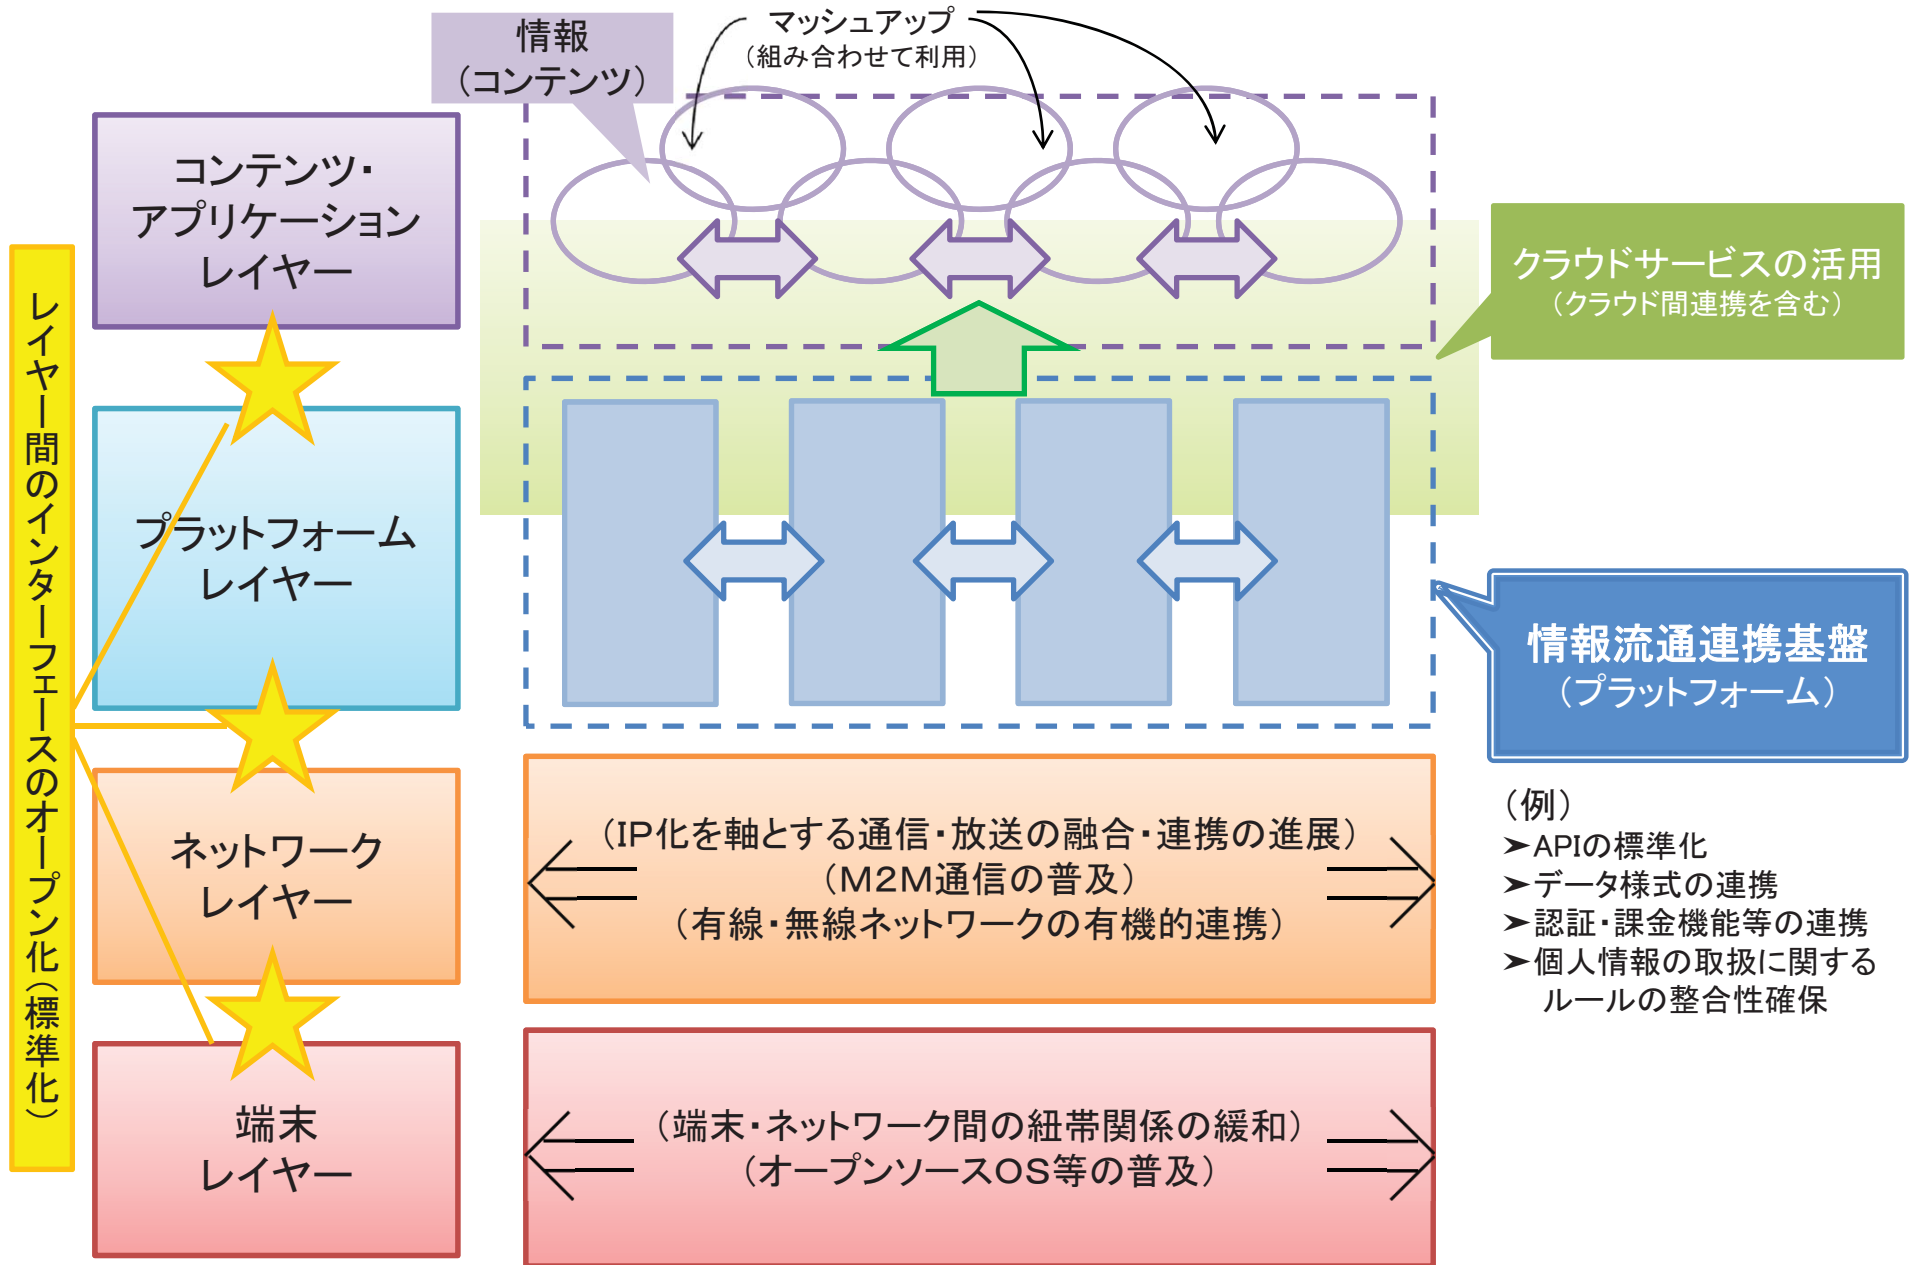 情報
（コンテンツ）
マッシュアップ
（組み合わせて利用）
コンテンツ・
アプリケーション
レイヤー
クラウドサービスの活用
（クラウド間連携を含む）
レイヤー間のインターフェースのオープン化（標準化）
プラットフォーム
レイヤー
情報流通連携基盤
（プラットフォーム）
（例）
➢APIの標準化
➢データ様式の連携
➢認証・課金機能等の連携
➢個人情報の取扱に関する
ルールの整合性確保
ネットワーク
レイヤー
（IP化を軸とする通信・放送の融合・連携の進展）
（M2M通信の普及）
（有線・無線ネットワークの有機的連携）
端末
レイヤー
（端末・ネットワーク間の紐帯関係の緩和）
（オープンソースOS等の普及）